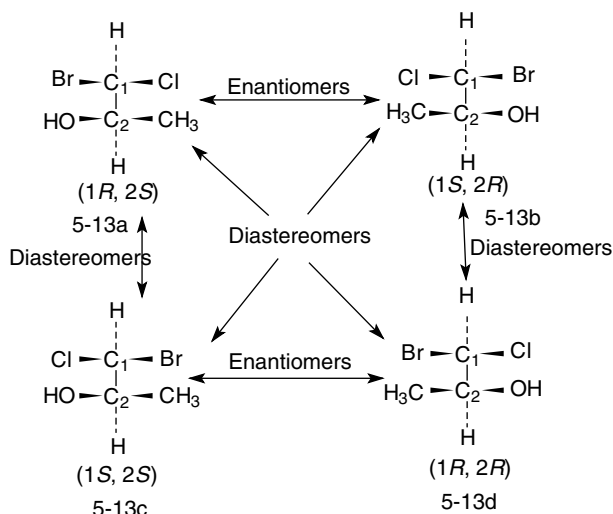 H H
Br C1 Cl Enantiomers Cl C1 Br
HO C2 CH3 H3C C2 OH
H H
(1R, 2S) (1S, 2R)
5-13a 5-13b
Diastereomers Diastereomers Diastereomers
H H
Cl C1 Br Enantiomers Br C1 Cl
HO C2 CH3 H3C C2 OH
H H
(1S, 2S) (1R, 2R)
5-13c 5-13d